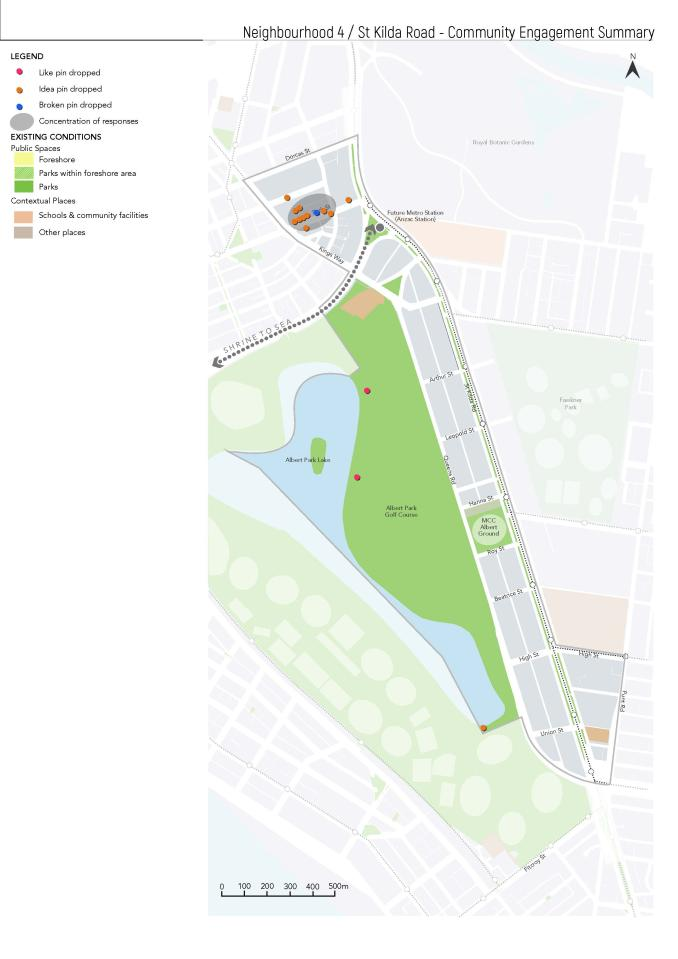 Neighbourhood 4 / St Kilda Road - Community Engagement Summary
LEGEND
Like pin dropped
Idea pin dropped
Broken pin dropped
Concentration of responses
EXISTING CONDITIONS
Public Spaces
Foreshore
Parks within foreshore area
Parks
Contextual Places
Schools & community facilities
Other places
N
Royal Botanic Gardens
Dorcas St
Future Metro Station
(Anzac Station)
Kings Way
SHRINE TO SEA
Arthur St
St Kilda Rd
Fawkner
Park
Leopold St
Albert Park Lake
Queens Rd
Hanna St
Albert Park
Golf Course
MCC
Albert
Ground
Roy St
Beatrice St
High St
High St
Punt Rd
Union St
Fitzroy St
0 100 200 300 400 500m